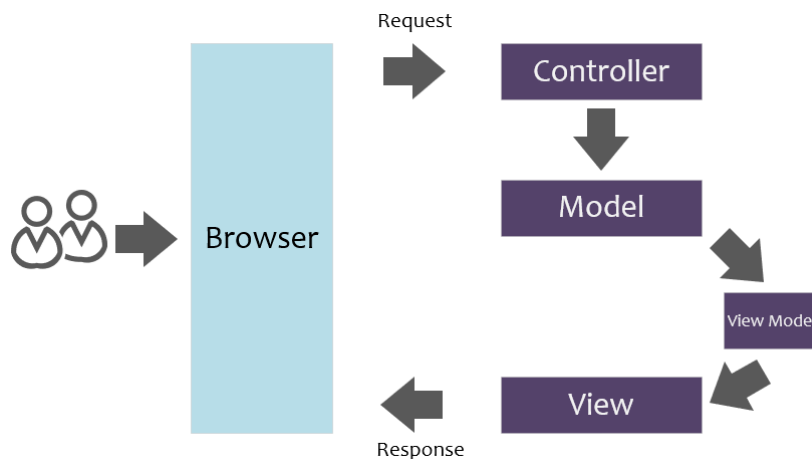 Request
Controller
Model
Browser
View Mode
View
Response